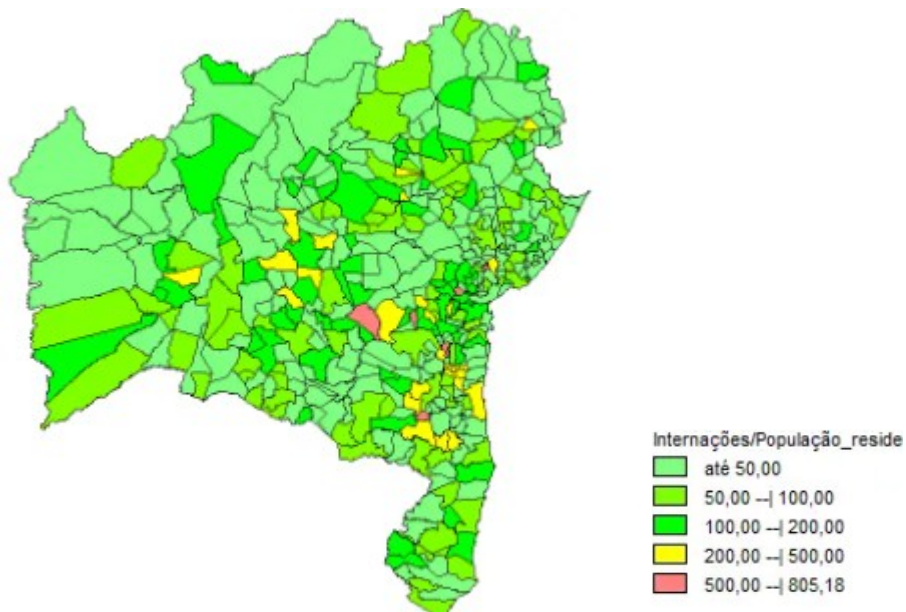 Internações/População_reside
até 50,00
50,00 --| 100,00
100,00 --| 200,00
200,00 --| 500,00
500,00 --| 805,18